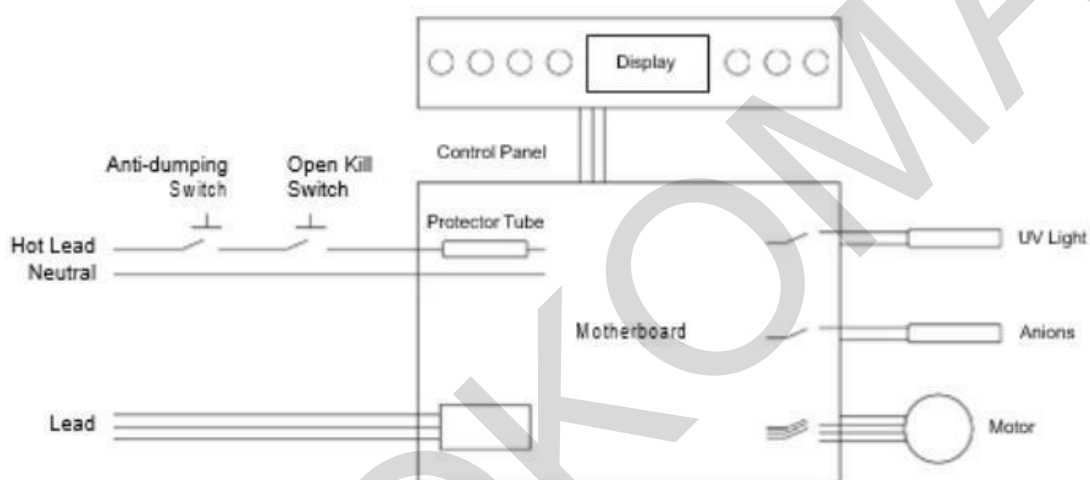 Display
Control Panel
Anti-dumping
Switch
Open Kill
Switch
Protector Tube
Hot Lead
Neutral
UV Light
Motherboard
Anions
Lead
Motor
OKOMA